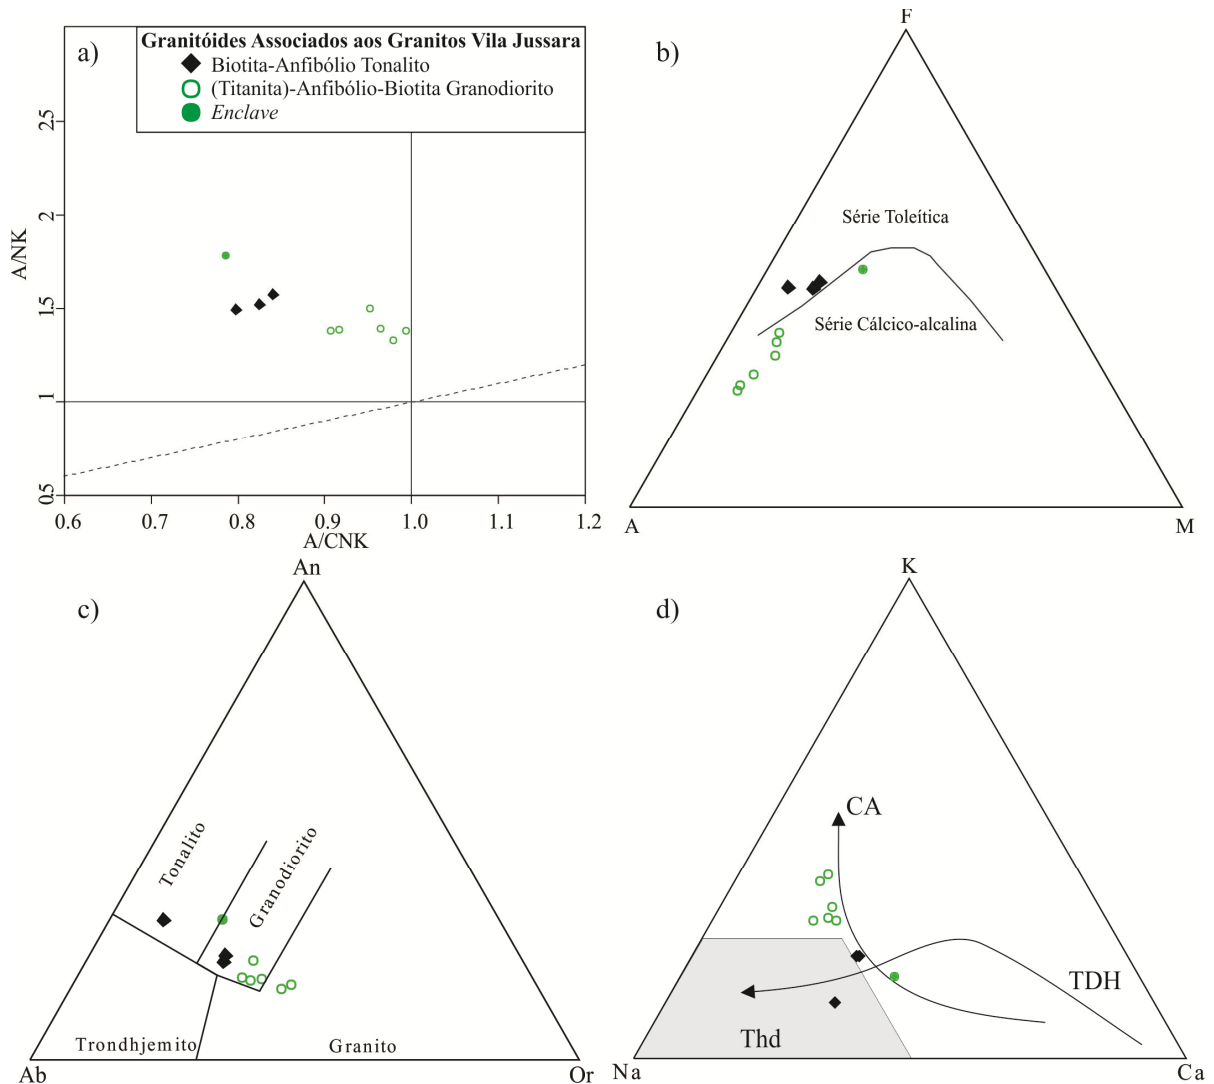 a)
Granitóides Associados aos Granitos Vila Jussara
Biotita-Anfibólio Tonalito
(Titanita)-Anfibólio-Biotita Granodiorito
Enclave
A/NK
25
2
1.5
1
0.5
0.6 0.7 0.8 0.9 1.0 1.1 1.2
A/CNK
b)
F
Série Toleítica
Série Cálcico-alcalina
A
M
c)
An
Tonalito
Granodiorito
Trondhjemito
Granito
Ab
Or
d)
K
CA
TDH
Thd
Na
Ca